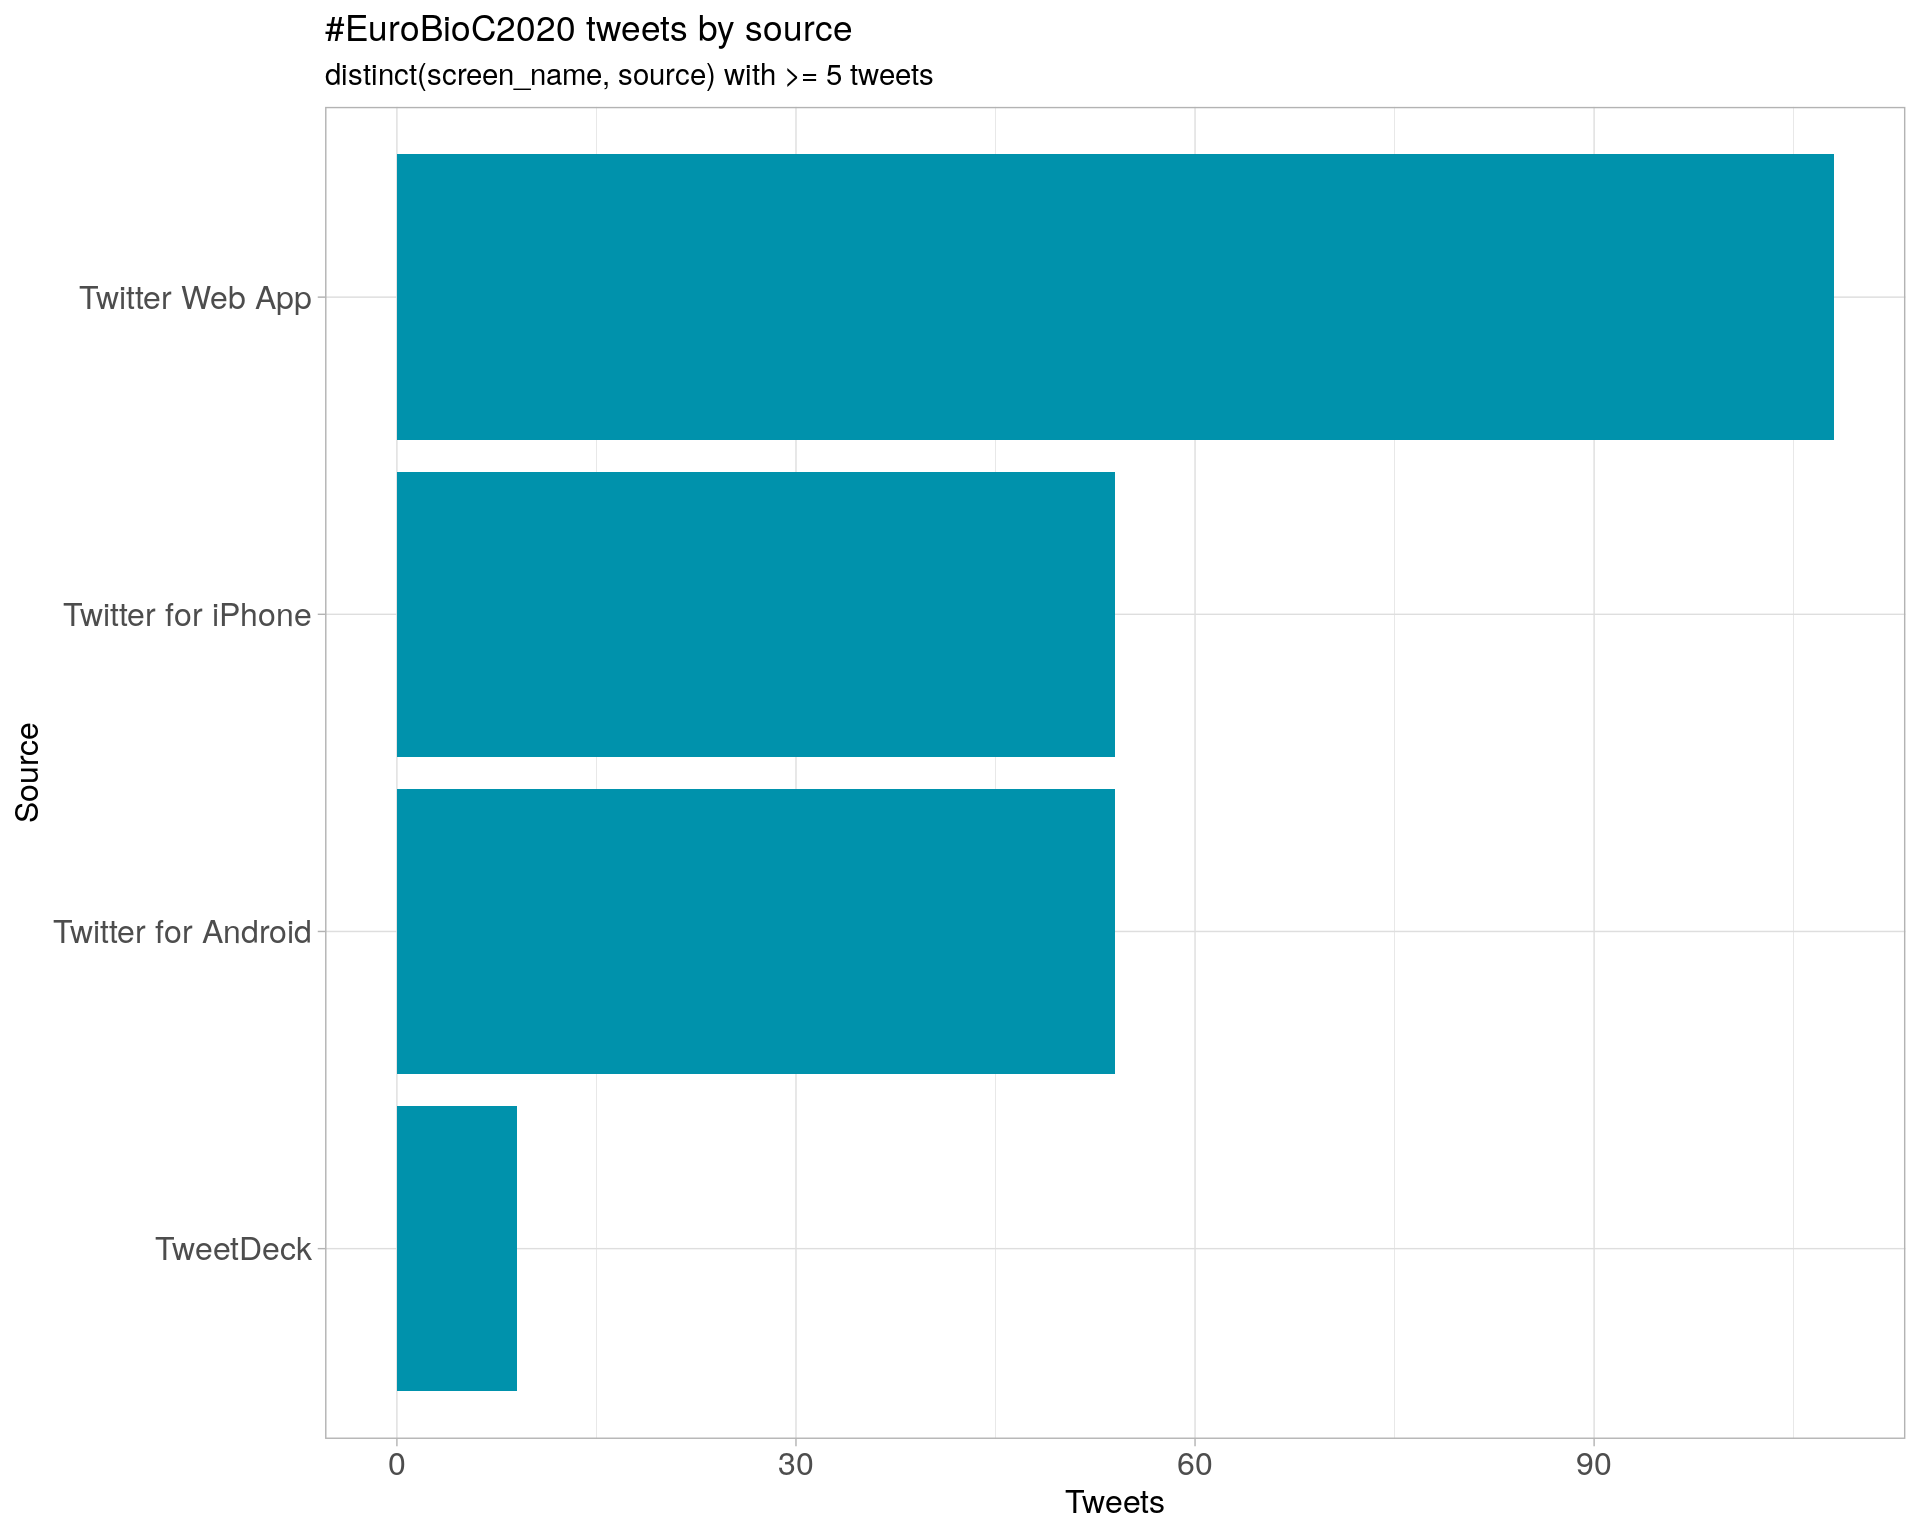 #EuroBioC2020 tweets by source
distinct(screen_name, source) with >= 5 tweets
Source
Twitter Web App
Twitter for iPhone
Twitter for Android
TweetDeck
0 30 60 90
Tweets